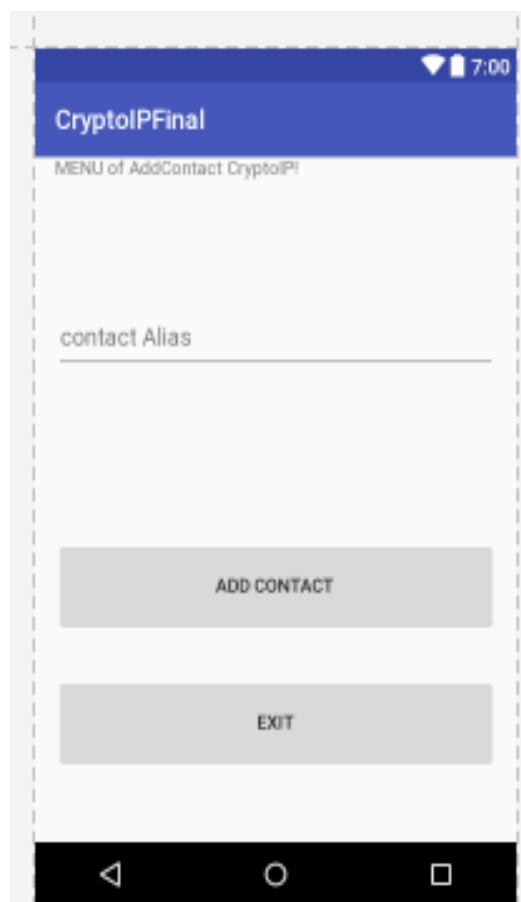 7:00
CryptoIPFinal
MENU of AddContact CryptoIP!
contact Alias
ADD CONTACT
EXIT